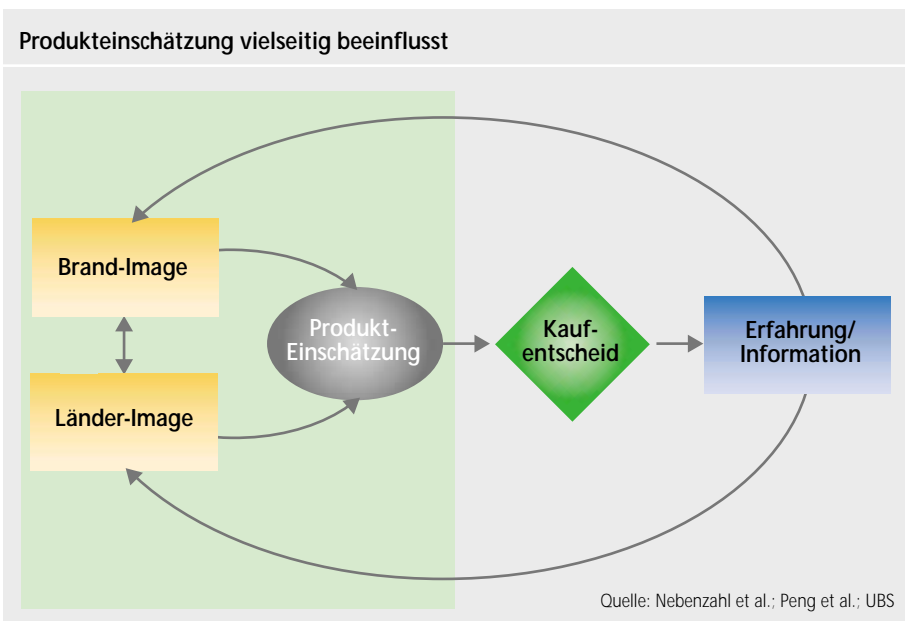 Produkteinschätzung vielseitig beeinflusst
Brand-Image
Länder-Image
Produkt-
Einschätzung
Kauf-
entscheid
Erfahrung/
Information
Quelle: Nebenzahl et al.; Peng et al.; UBS